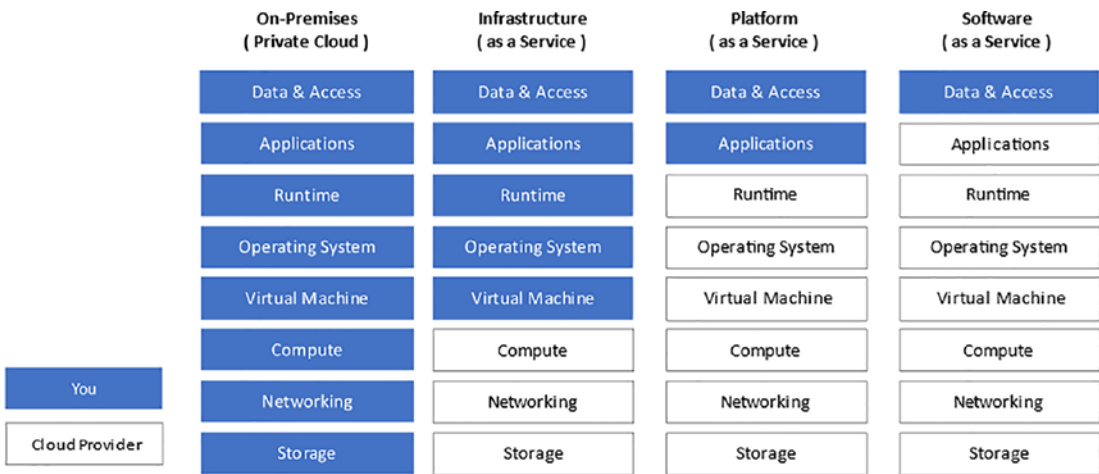 On-Premises
( Private Cloud )
Infrastructure
( as a Service )
Platform
( as a Service )
Software
( as a Service )
Data & Access
Data & Access
Data & Access
Data & Access
Applications
Applications
Applications
Applications
Runtime
Runtime
Runtime
Runtime
Operating System
Operating System
Operating System
Operating System
Virtual Machine
Virtual Machine
Virtual Machine
Virtual Machine
Compute
Compute
Compute
Compute
You
Networking
Networking
Networking
Networking
Cloud Provider
Storage
Storage
Storage
Storage